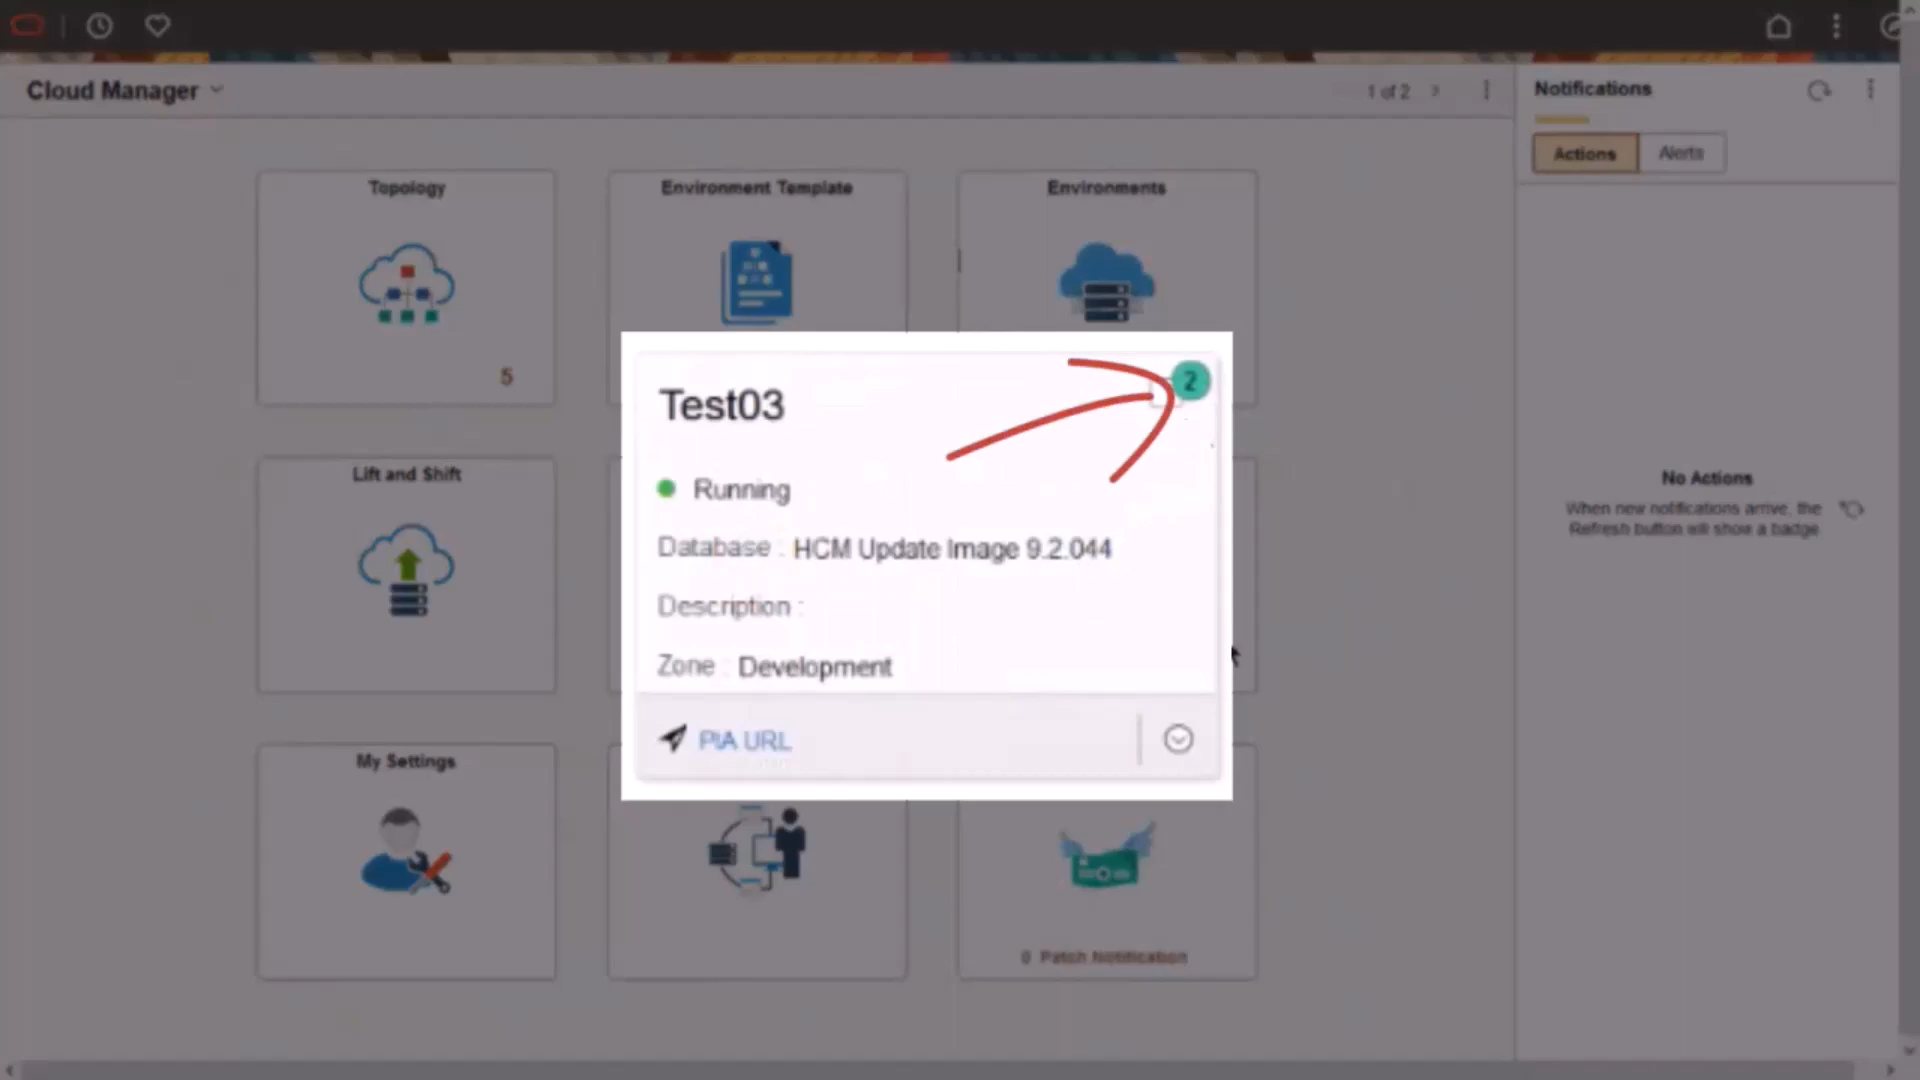 Cloud Manager
1 of 2
Notifications
Actions
Alerts
Topology
5
Environment Template
Environments
Lift and Shift
My Settings
Test03
2
Running
Database : HCM Update Image 9.2.044
Description :
Zone : Development
PIA URL
0 Patch Notification
No Actions
When new notifications arrive, the
Refresh button will show a badge